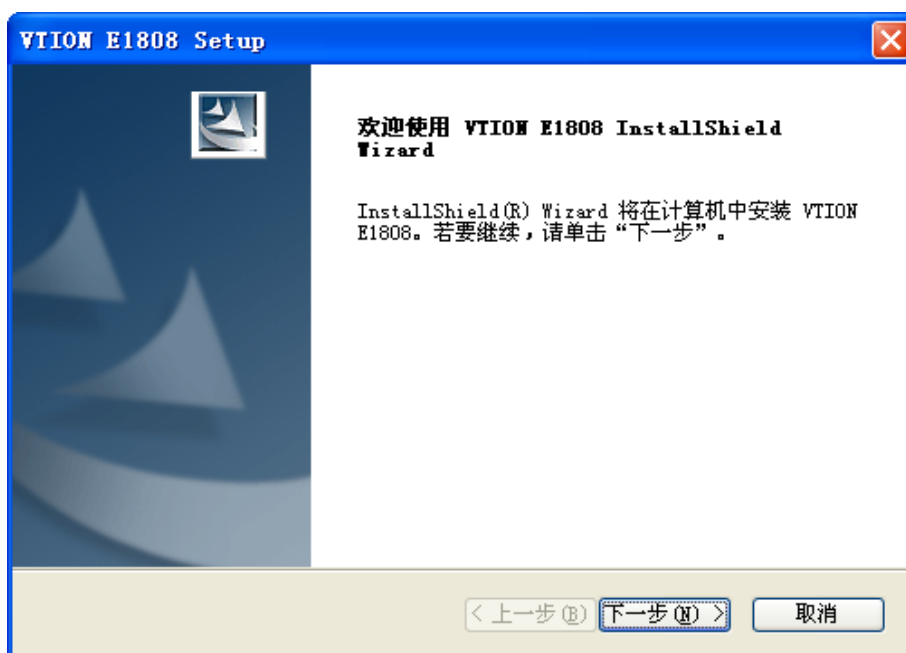 VTION E1808 Setup
欢迎使用 VTION E1808 InstallShield
Wizard
InstallShield(R) Wizard 将在计算机中安装 VTION
E1808。若要继续，请单击“下一步”。
< 上一步(B) 下一步(N) > 取消